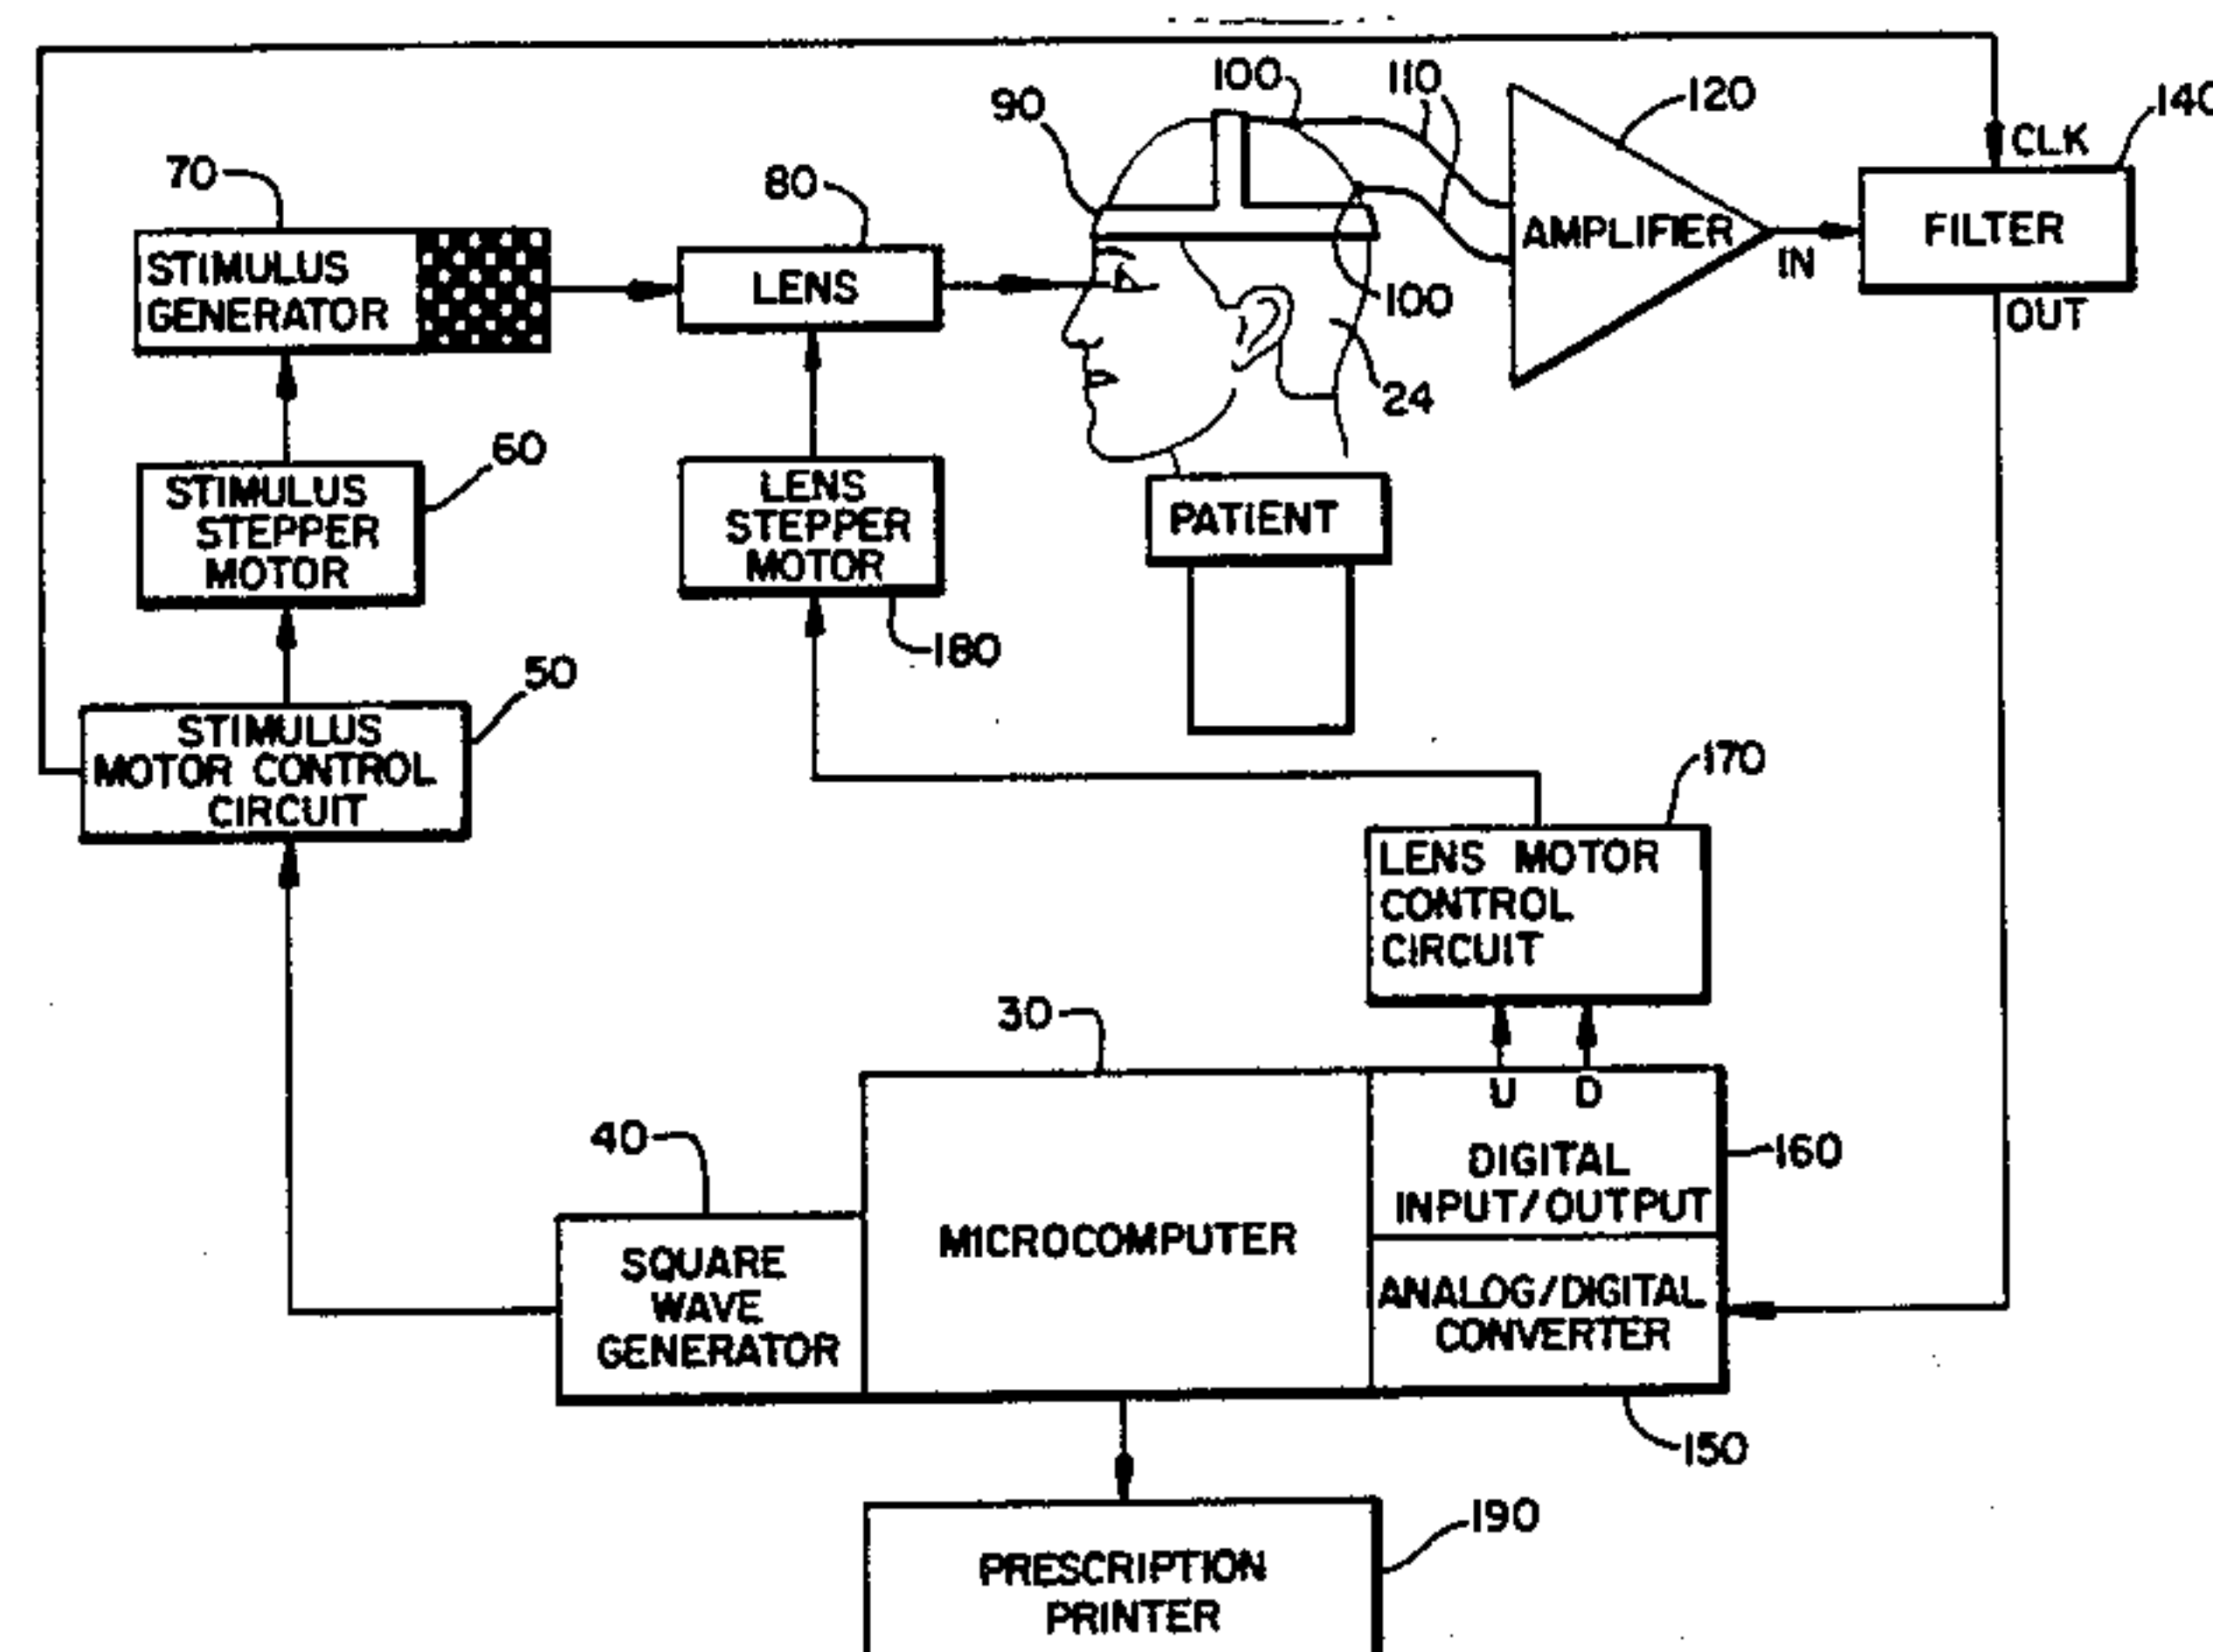 100
110
120
140
90
CLK
70
80
STIMULUS
GENERATOR
LENS
AMPLIFIER
IN
FILTER
OUT
100
24
60
STIMULUS
STEPPER
MOTOR
LENS
STEPPER
MOTOR
180
PATIENT
50
STIMULUS
MOTOR CONTROL
CIRCUIT
170
LENS MOTOR
CONTROL
CIRCUIT
30
U D
40
160
DIGITAL
INPUT/OUTPUT
MICROCOMPUTER
SQUARE
WAVE
GENERATOR
ANALOG/DIGITAL
CONVERTER
150
190
PRESCRIPTION
PRINTER